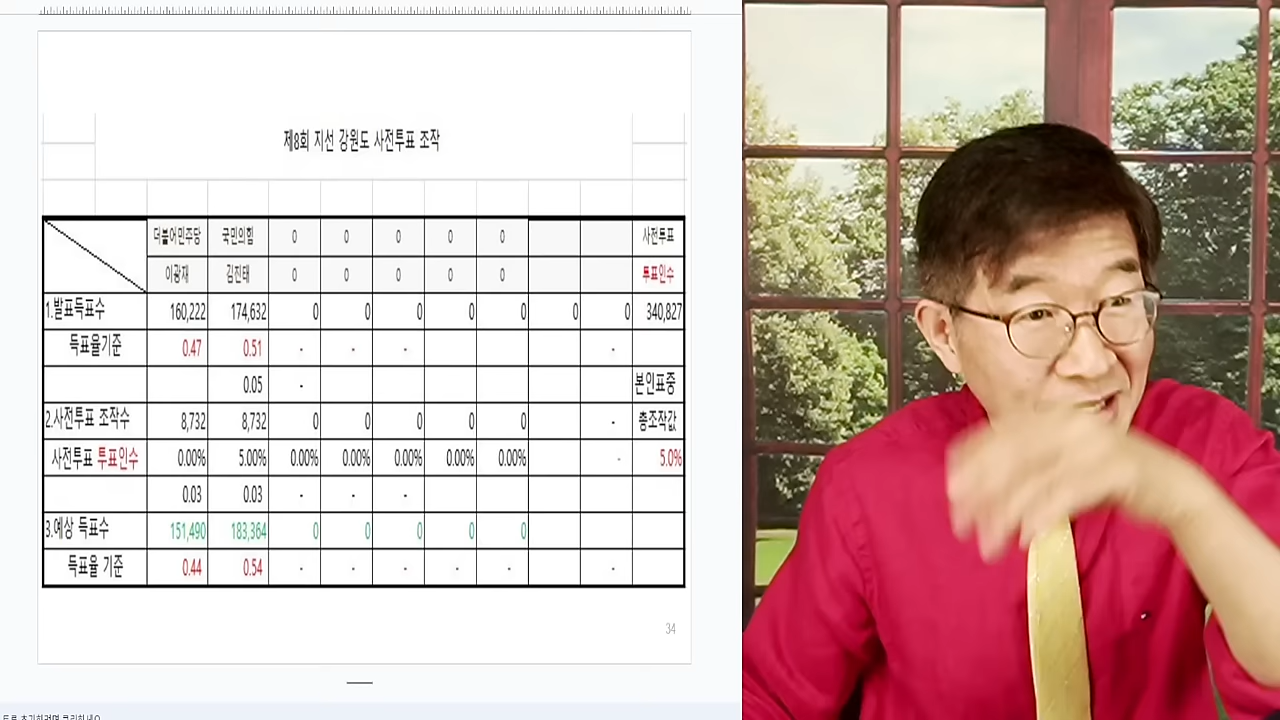 제8회 지선 강원도 사전투표 조작
더불어민주당 국민의힘 0 0 0 0 0 사전투표
이광재 김진태 0 0 0 0 0 투표인수
1.발표득표수 160,222 174,632 0 0 0 0 0 0 0 340,827
득표율기준 0.47 0.51 - - - -
0.05 - 본인표중
2.사전투표 조작수 8,732 8,732 0 0 0 0 0 - 총조작값
사전투표 투표인수 0.00% 5.00% 0.00% 0.00% 0.00% 0.00% 0.00% - 5.0%
0.03 0.03 - - -
3.예상 득표수 151,490 183,364 0 0 0 0 0
득표율 기준 0.44 0.54 - - - - - -
34